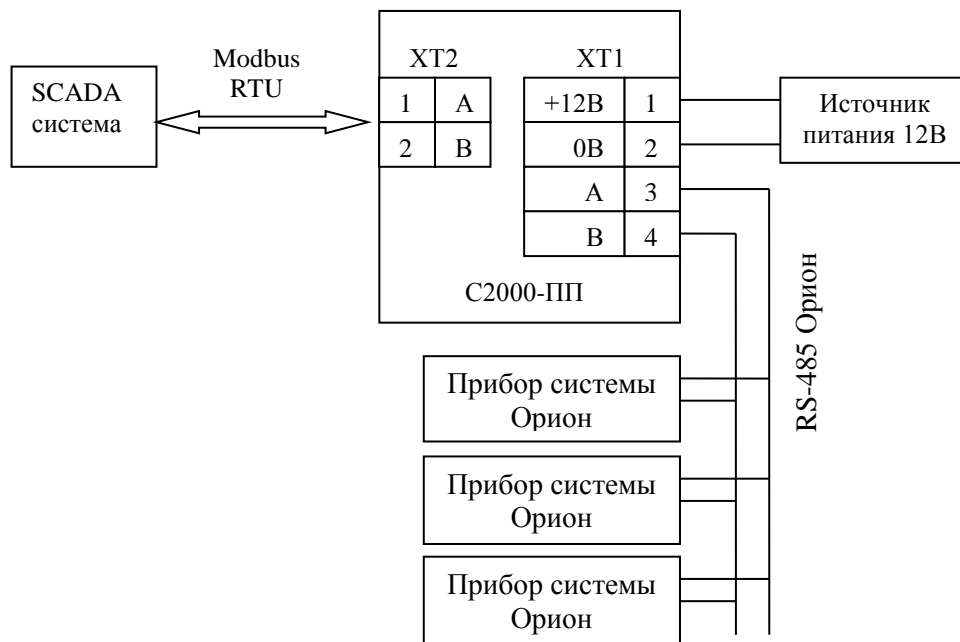 Modbus
RTU
SCADA
система
XT2
1 A
2 B
XT1
+12В 1
0В 2
A 3
B 4
С2000-ПП
Источник
питания 12В
RS-485 Орион
Прибор системы
Орион
Прибор системы
Орион
Прибор системы
Орион